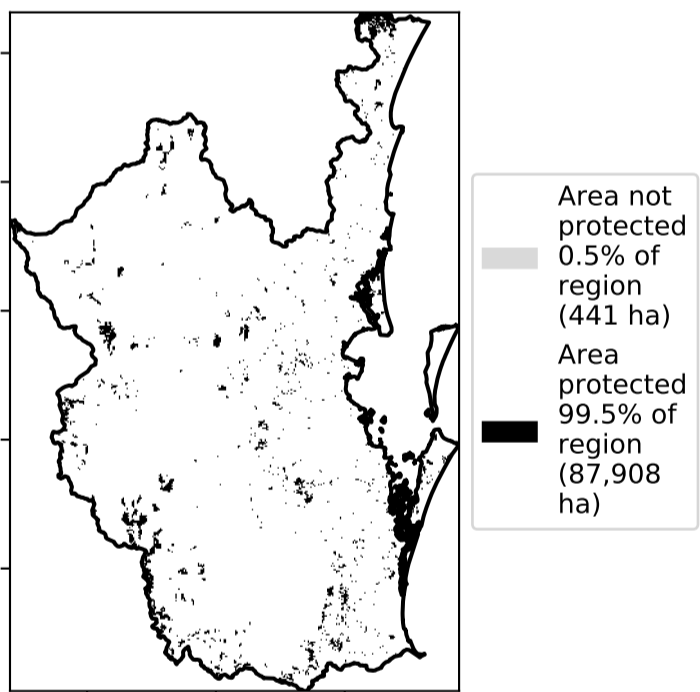 Area not
protected
0.5% of
region
(441 ha)
Area
protected
99.5% of
region
(87,908
ha)